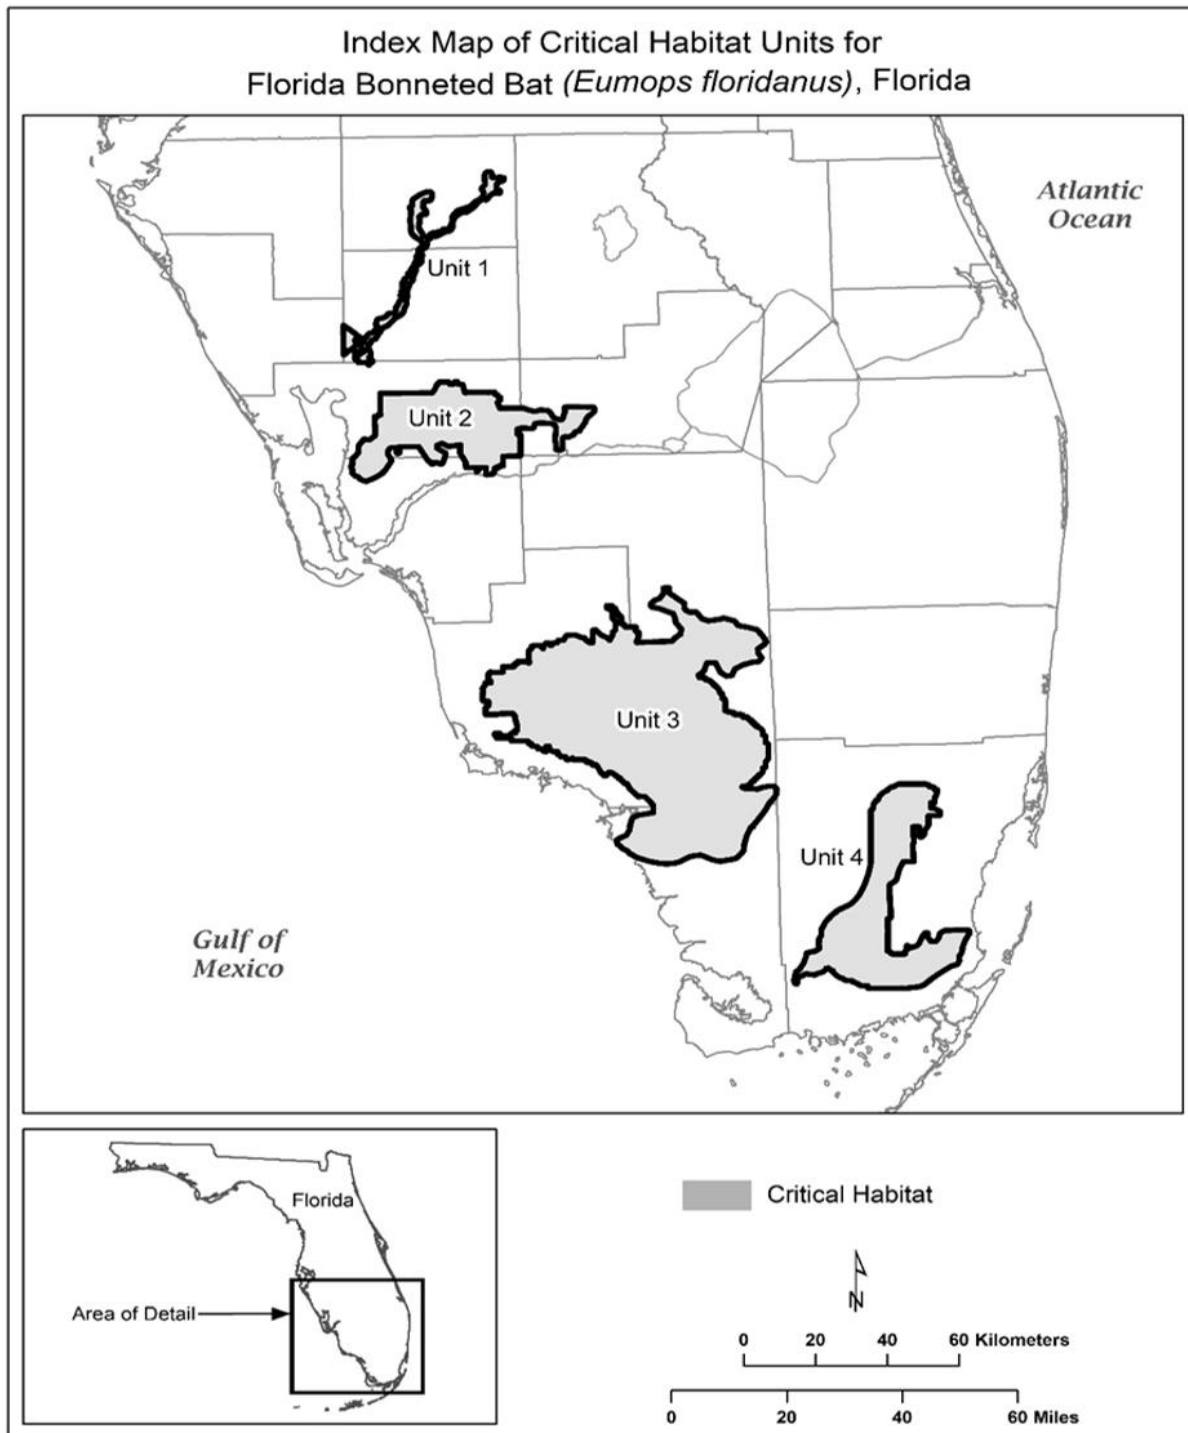 Index Map of Critical Habitat Units for
Florida Bonneted Bat (Eumops floridanus), Florida
Atlantic
Ocean
Unit 1
Unit 2
Unit 3
Unit 4
Gulf of
Mexico
Florida
Area of Detail
Critical Habitat
N
0 20 40 60 Kilometers
0 20 40 60 Miles